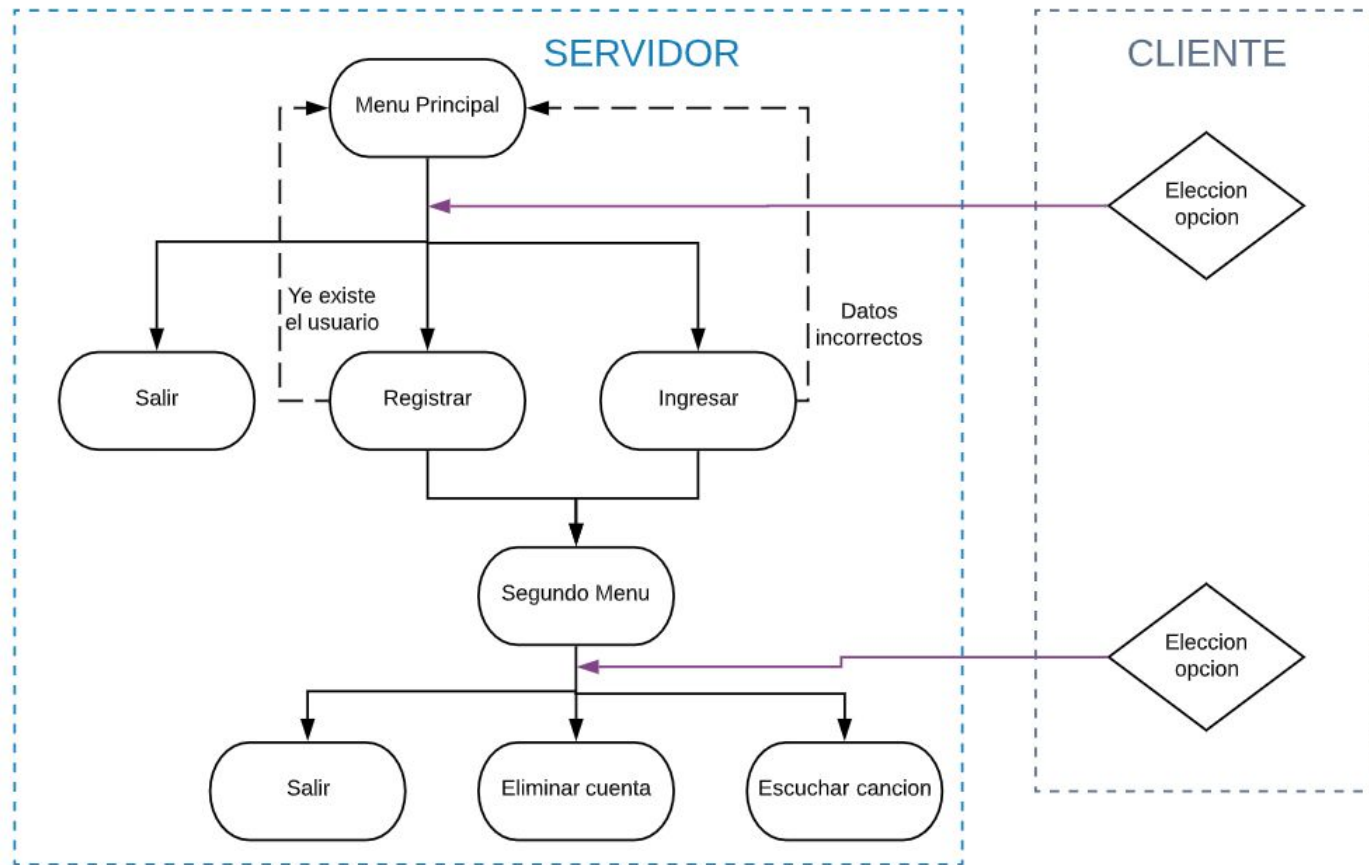 SERVIDOR
CLIENTE
Menu Principal
Eleccion
opcion
Ye existe
el usuario
Datos
incorrectos
Salir
Registrar
Ingresar
Segundo Menu
Eleccion
opcion
Salir
Eliminar cuenta
Escuchar cancion